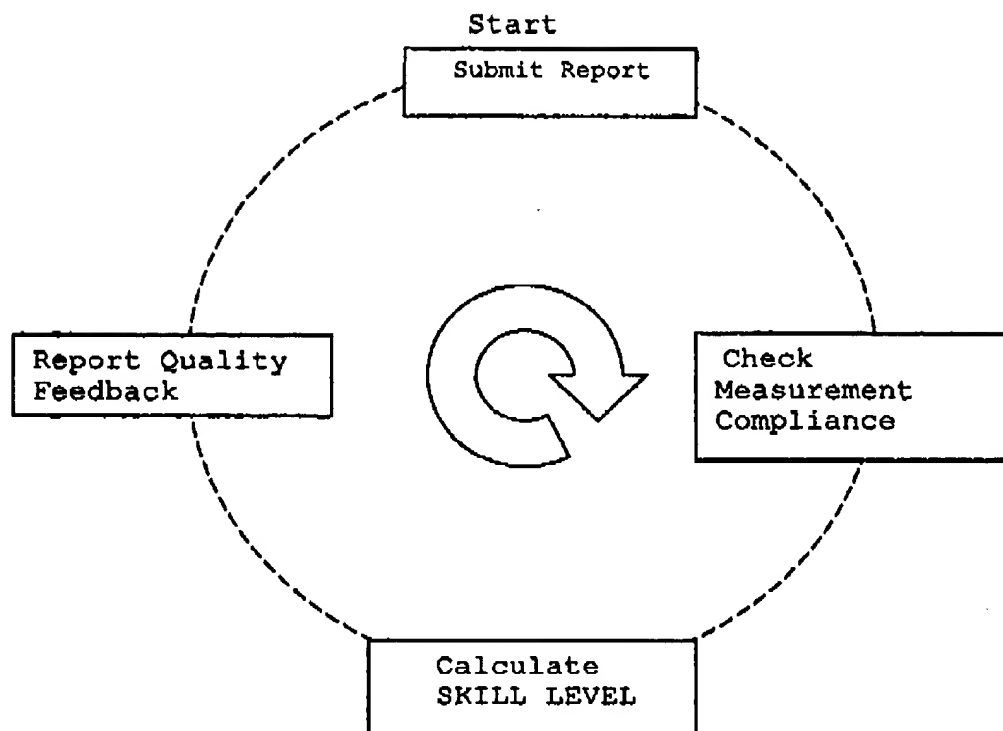 Start
Submit Report
Report Quality
Feedback
Check
Measurement
Compliance
Calculate
SKILL LEVEL